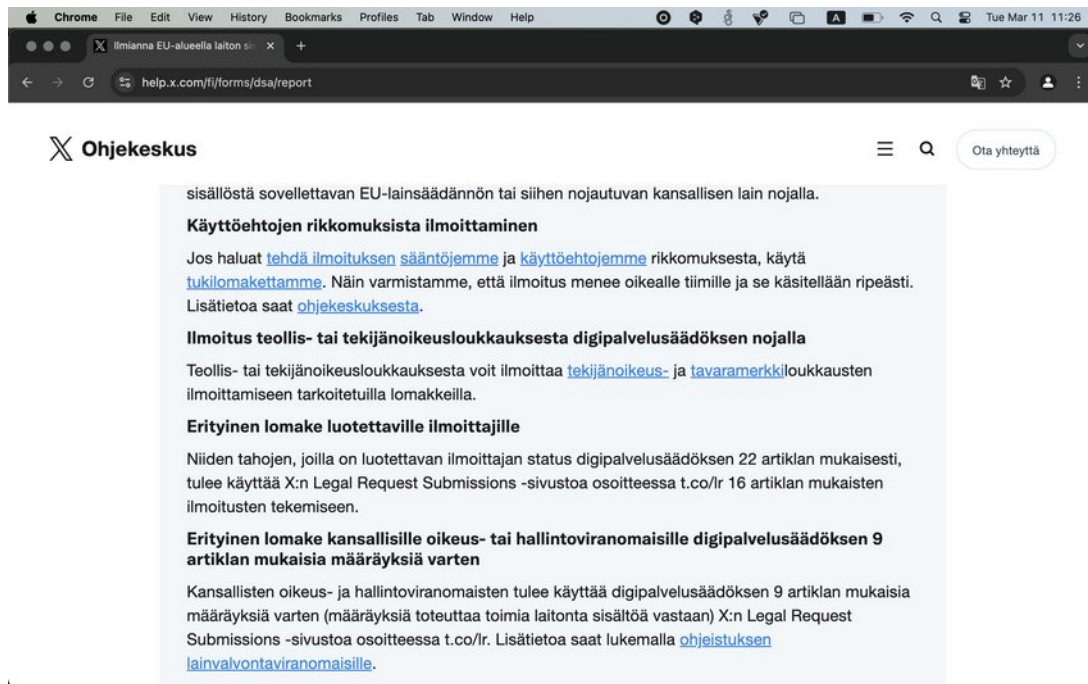 Chrome File Edit View History Bookmarks Profiles Tab Window Help Tue Mar 11 11:26
Ilmianna EU-alueella laiton si
help.x.com/fi/forms/dsa/report
Ohjekeskus
Ota yhteyttä
sisällöstä sovellettavan EU-lainsäädännön tai siihen nojautuvan kansallisen lain nojalla.
Käyttöehtojen rikkomuksista ilmoittaminen
Jos haluat tehdä ilmoituksen sääntöjemme ja käyttöehtojemme rikkomuksesta, käytä
tukilomakettamme. Näin varmistamme, että ilmoitus menee oikealle tiimille ja se käsitellään ripeästi.
Lisätietoa saat ohjekeskuksesta.
Ilmoitus teollis- tai tekijänoikeusloukkauksesta digipalvelusäädöksen nojalla
Teollis- tai tekijänoikeusloukkauksesta voit ilmoittaa tekijänoikeus- ja tavaramerkkiloukkausten
ilmoittamiseen tarkoitetuilla lomakkeilla.
Erityinen lomake luotettaville ilmoittajille
Niiden tahojen, joilla on luotettavan ilmoittajan status digipalvelusäädöksen 22 artiklan mukaisesti,
tulee käyttää X:n Legal Request Submissions -sivustoa osoitteessa t.co/lr 16 artiklan mukaisten
ilmoitusten tekemiseen.
Erityinen lomake kansallisille oikeus- tai hallintoviranomaisille digipalvelusäädöksen 9
artiklan mukaisia määräyksiä varten
Kansallisten oikeus- ja hallintoviranomaisten tulee käyttää digipalvelusäädöksen 9 artiklan mukaisia
määräyksiä varten (määräyksiä toteuttaa toimia laitonta sisältöä vastaan) X:n Legal Request
Submissions -sivustoa osoitteessa t.co/lr. Lisätietoa saat lukemalla ohjeistuksen
lainvalvontaviranomaisille.